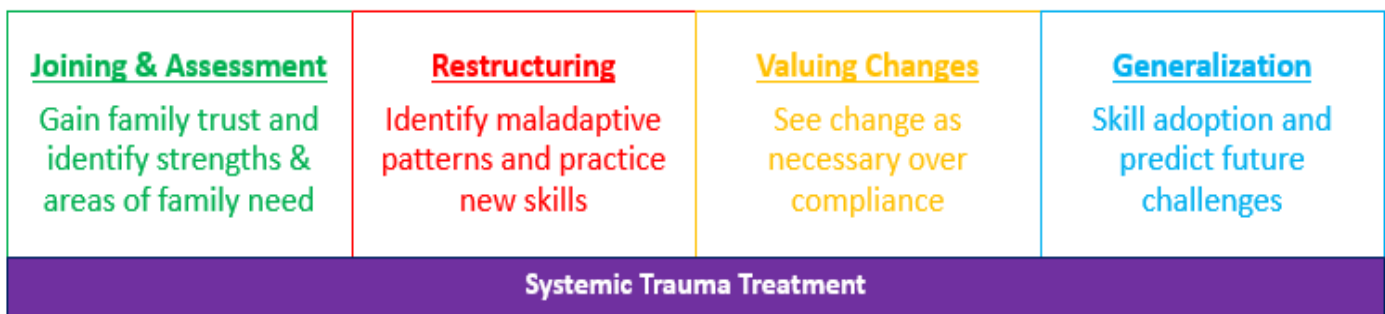 Joining & Assessment
Gain family trust and
identify strengths &
areas of family need
Restructuring
Identify maladaptive
patterns and practice
new skills
Valuing Changes
See change as
necessary over
compliance
Generalization
Skill adoption and
predict future
challenges
Systemic Trauma Treatment